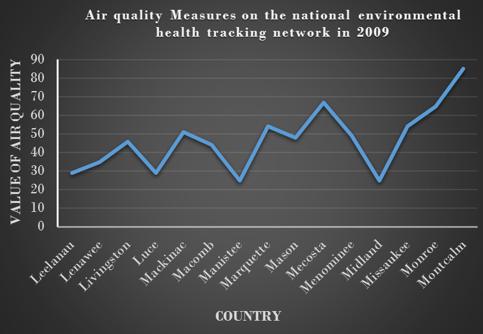 Air quality Measures on the national environmental
health tracking network in 2009
VALUE OF AIR QUALITY
90
80
70
60
50
40
30
20
10
0
Leelanau
Lenawee
Livingston
Luce
Mackinac
Macomb
Manistee
Marquette
Mason
Mecosta
Menominee
Midland
Missaukee
Monroe
Montcalm
COUNTRY